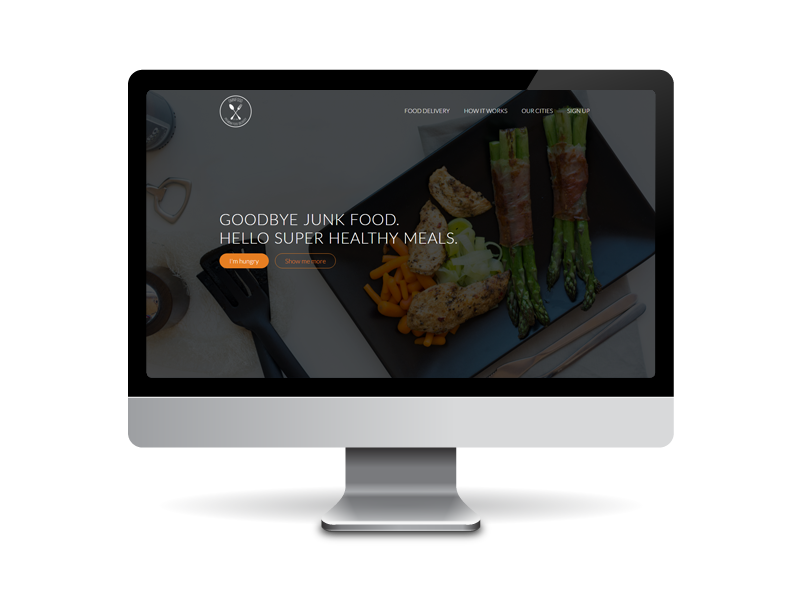 FOOD DELIVERY
HOW IT WORKS
OUR CITIES
SIGN UP
GOODBYE JUNK FOOD.
HELLO SUPER HEALTHY MEALS.
I'm hungry
Show me more